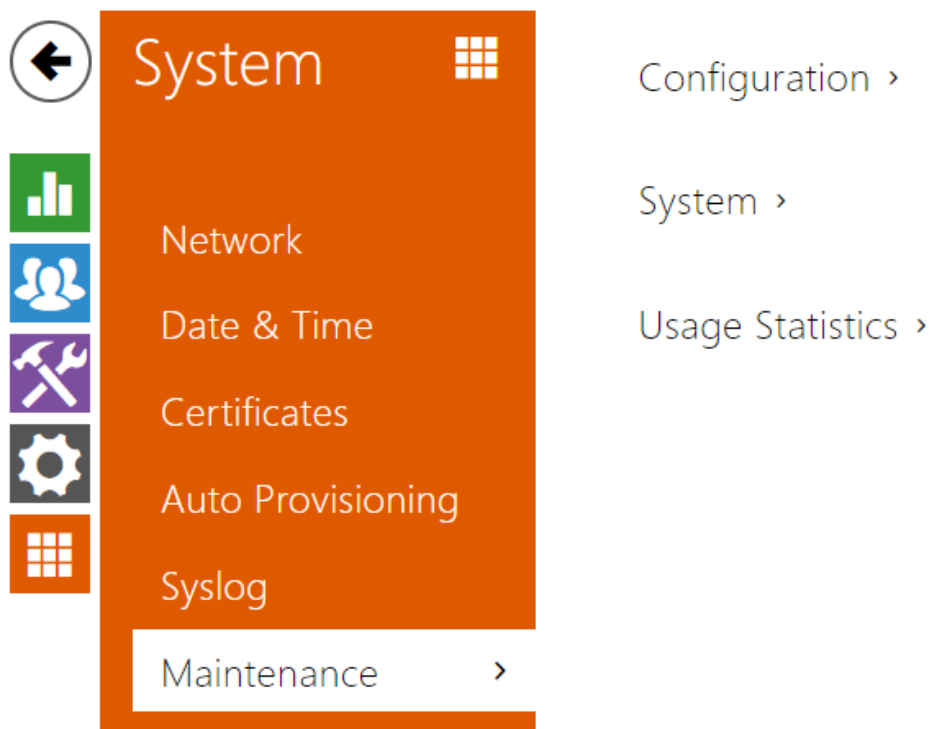 System
Network
Date & Time
Certificates
Auto Provisioning
Syslog
Maintenance ›
Configuration ›
System ›
Usage Statistics ›